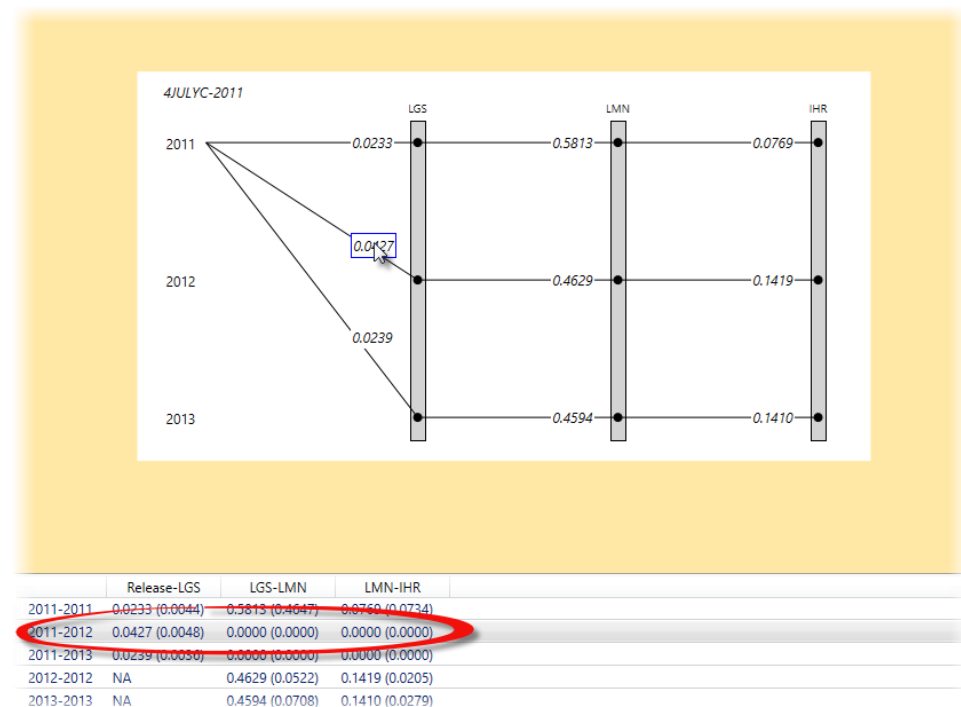 4JULYC-2011
LGS LMN IHR
2011 0.0233 0.5813 0.0769
0.0427
2012 0.4629 0.1419
0.0239
2013 0.4594 0.1410
Release-LGS LGS-LMN LMN-IHR
2011-2011 0.0233 (0.0044) 0.5813 (0.4647) 0.0769 (0.0734)
2011-2012 0.0427 (0.0048) 0.0000 (0.0000) 0.0000 (0.0000)
2011-2013 0.0239 (0.0036) 0.0000 (0.0000) 0.0000 (0.0000)
2012-2012 NA 0.4629 (0.0522) 0.1419 (0.0205)
2013-2013 NA 0.4594 (0.0708) 0.1410 (0.0279)